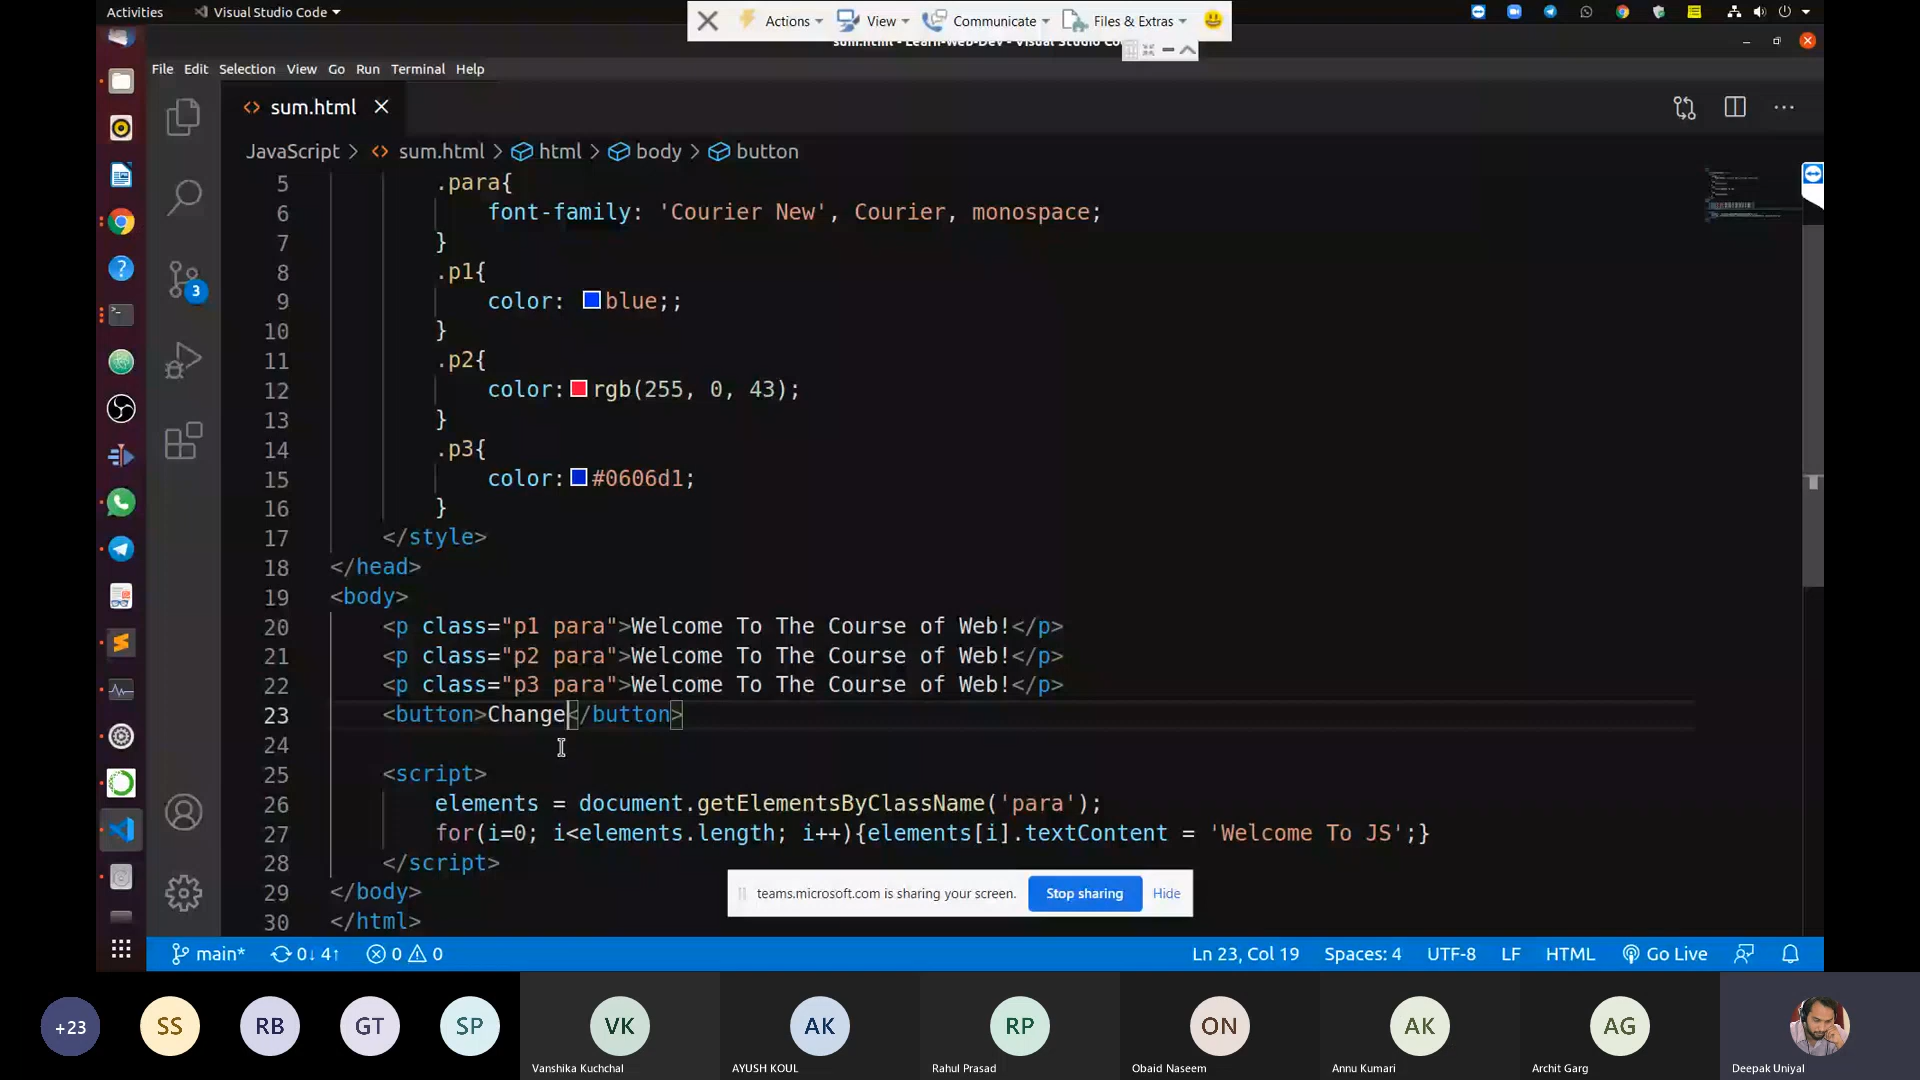 Activities
Visual Studio Code
Actions
View
Communicate
Files & Extras
sum.html - Learn-Web-Dev - Visual Studio Co
File Edit Selection View Go Run Terminal Help
sum.html
JavaScript > sum.html > html > body > button
5 .para{
6 font-family: 'Courier New', Courier, monospace;
7 }
8 .p1{
9 color: blue;;
10 }
11 .p2{
12 color: rgb(255, 0, 43);
13 }
14 .p3{
15 color: #0606d1;
16 }
17 </style>
18 </head>
19 <body>
20 <p class="p1 para">Welcome To The Course of Web!</p>
21 <p class="p2 para">Welcome To The Course of Web!</p>
22 <p class="p3 para">Welcome To The Course of Web!</p>
23 <button>Change</button>
24
25 <script>
26 elements = document.getElementsByClassName('para');
27 for(i=0; i<elements.length; i++){elements[i].textContent = 'Welcome To JS';}
28 </script>
29 </body>
30 </html>
3
teams.microsoft.com is sharing your screen.
Stop sharing
Hide
main* 0↓ 4↑ 0 0 Ln 23, Col 19 Spaces: 4 UTF-8 LF HTML Go Live
+23 SS RB GT SP VK AK RP ON AK AG
Vanshika Kuchchal AYUSH KOUL Rahul Prasad Obaid Naseem Annu Kumari Archit Garg Deepak Uniyal